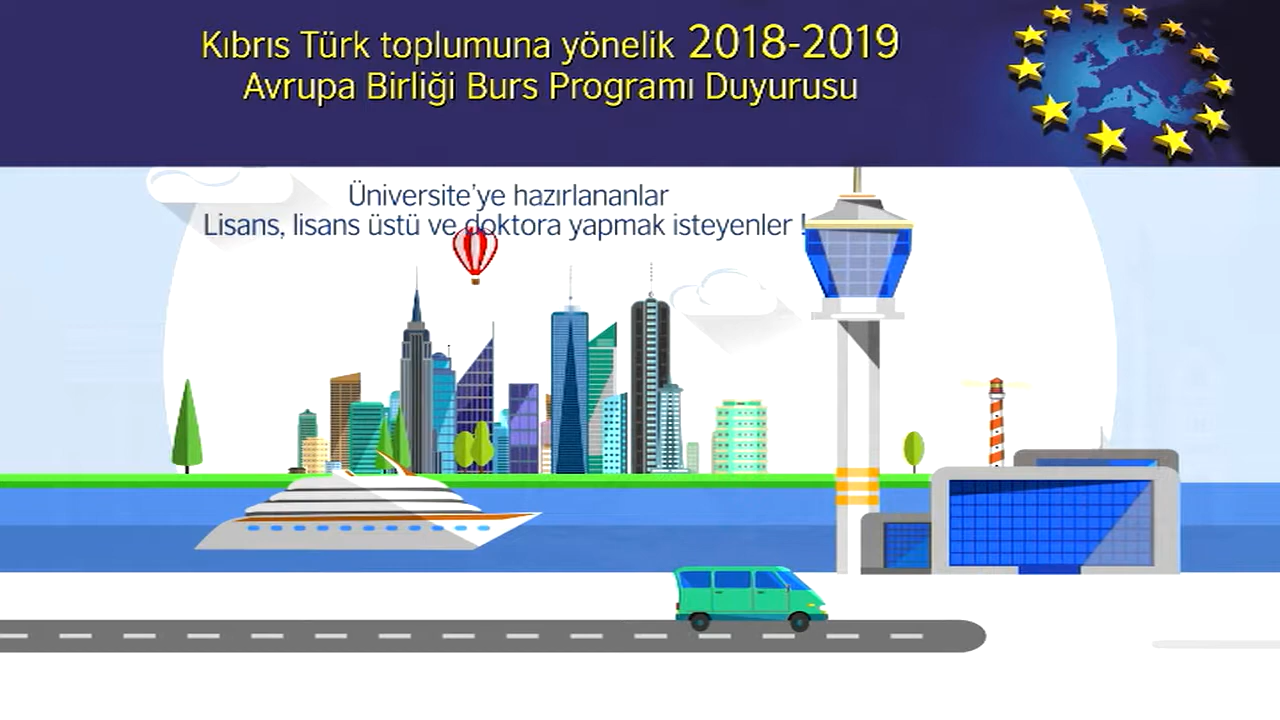 Kıbrıs Türk toplumuna yönelik 2018-2019
Avrupa Birliği Burs Programı Duyurusu
Üniversite'ye hazırlananlar
Lisans, lisans üstü ve doktora yapmak isteyenler !